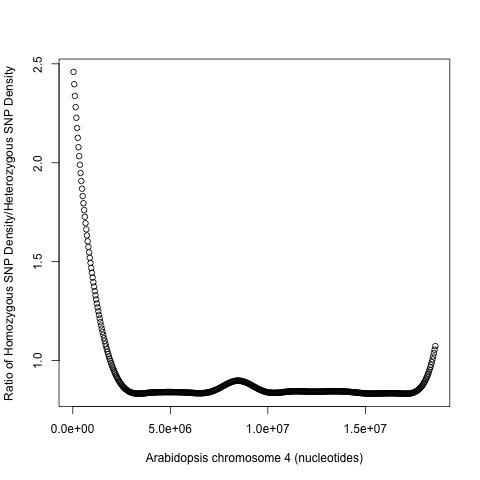 Ratio of Homozygous SNP Density/Heterozygous SNP Density
2.5
2.0
1.5
1.0
0.0e+00 5.0e+06 1.0e+07 1.5e+07
Arabidopsis chromosome 4 (nucleotides)